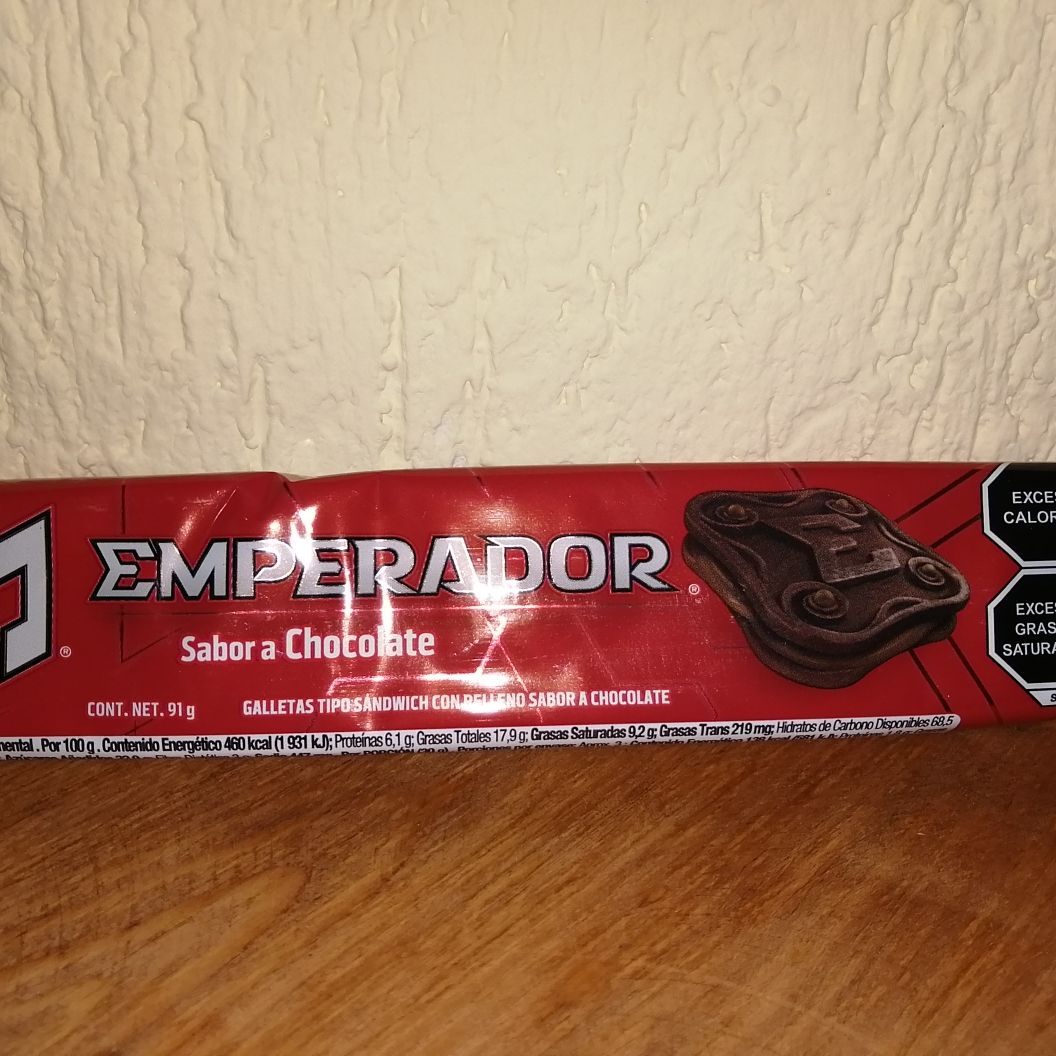 EMPERADOR®
Sabor a Chocolate
CONT. NET. 91 g
GALLETAS TIPO SÁNDWICH CON RELLENO SABOR A CHOCOLATE
EXCES
CALOR
EXCES
GRAS
SATURA
mental . Por 100 g . Contenido Energético 460 kcal (1 931 kJ); Proteínas 6,1 g; Grasas Totales 17,9 g; Grasas Saturadas 9,2 g; Grasas Trans 219 mg; Hidratos de Carbono Disponibles 68,5